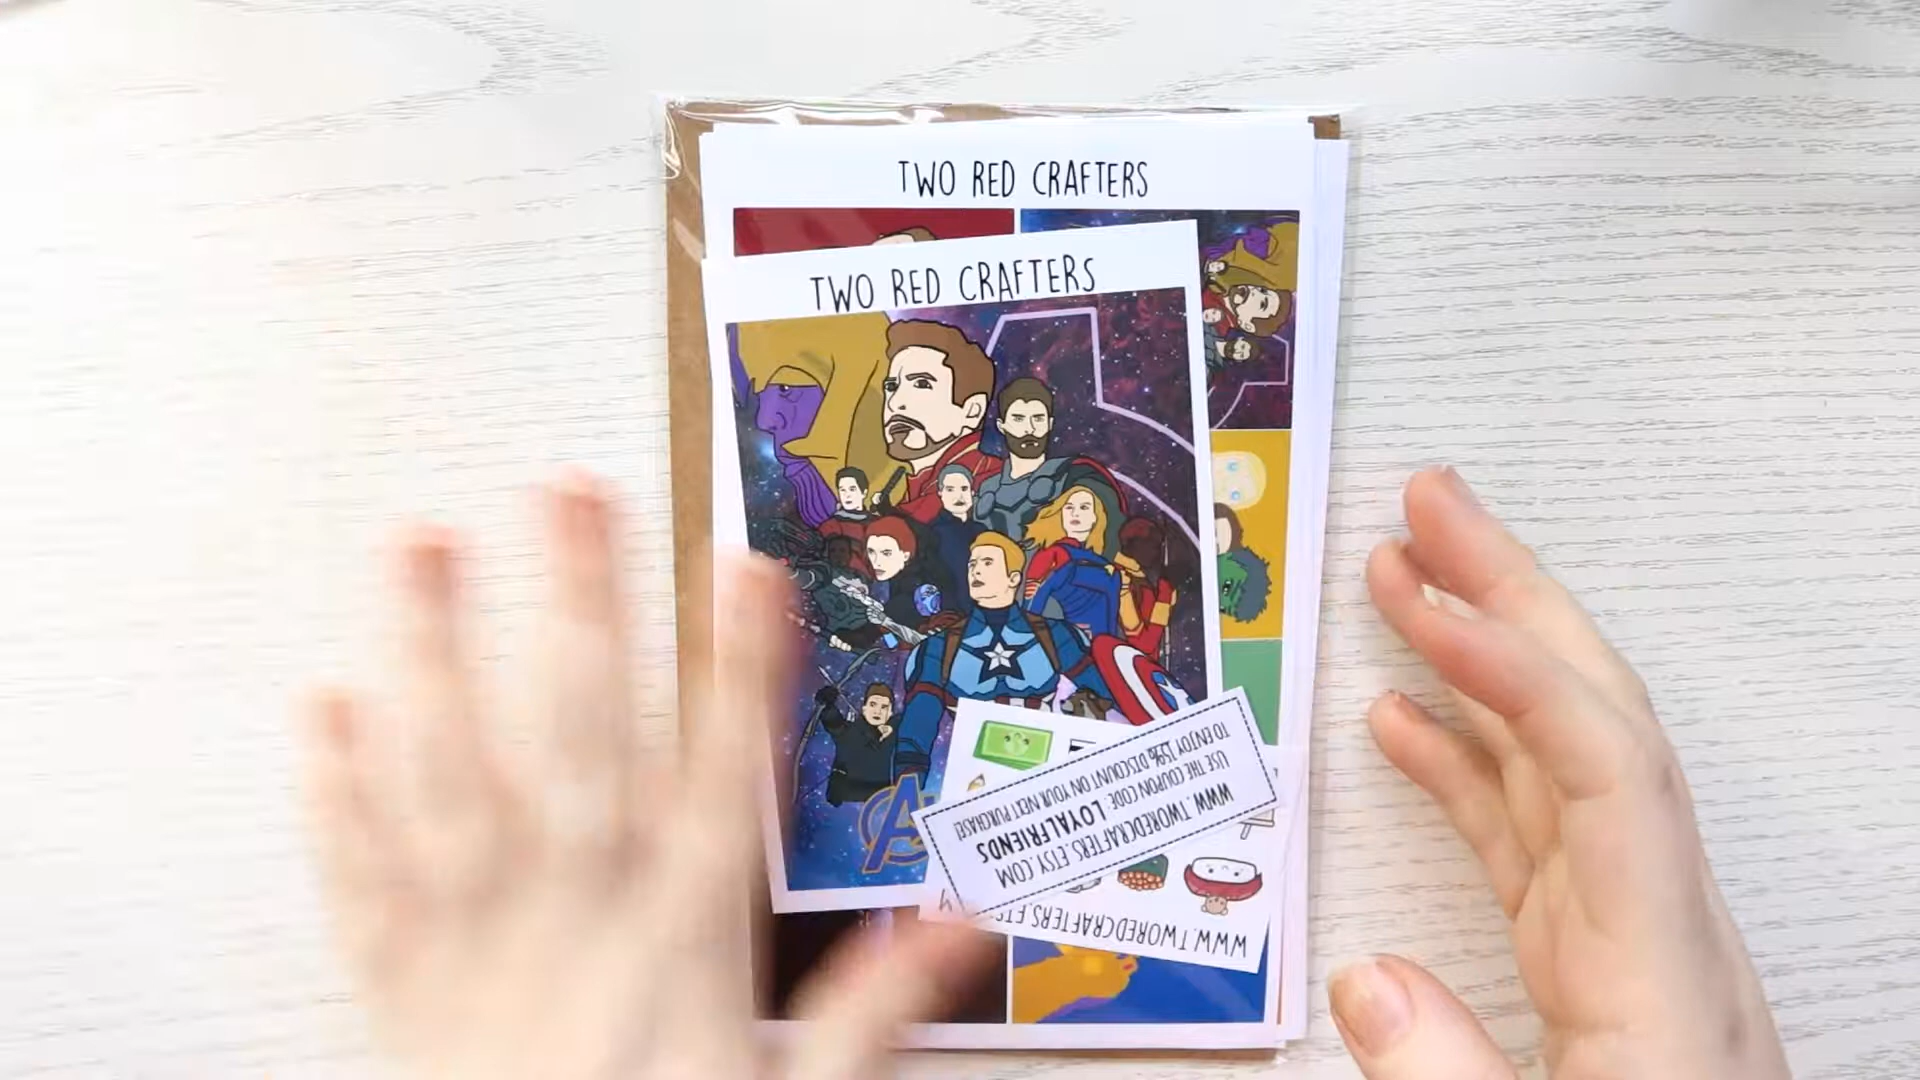 TWO RED CRAFTERS
TWO RED CRAFTERS
WWW.TWOREDCRAFTERS.ETSY.COM
USE THE COUPON CODE: LOYALFRIENDS
TO ENJOY 15% DISCOUNT ON YOUR NEXT PURCHASE!
WWW.TWOREDCRAFTERS.ETS